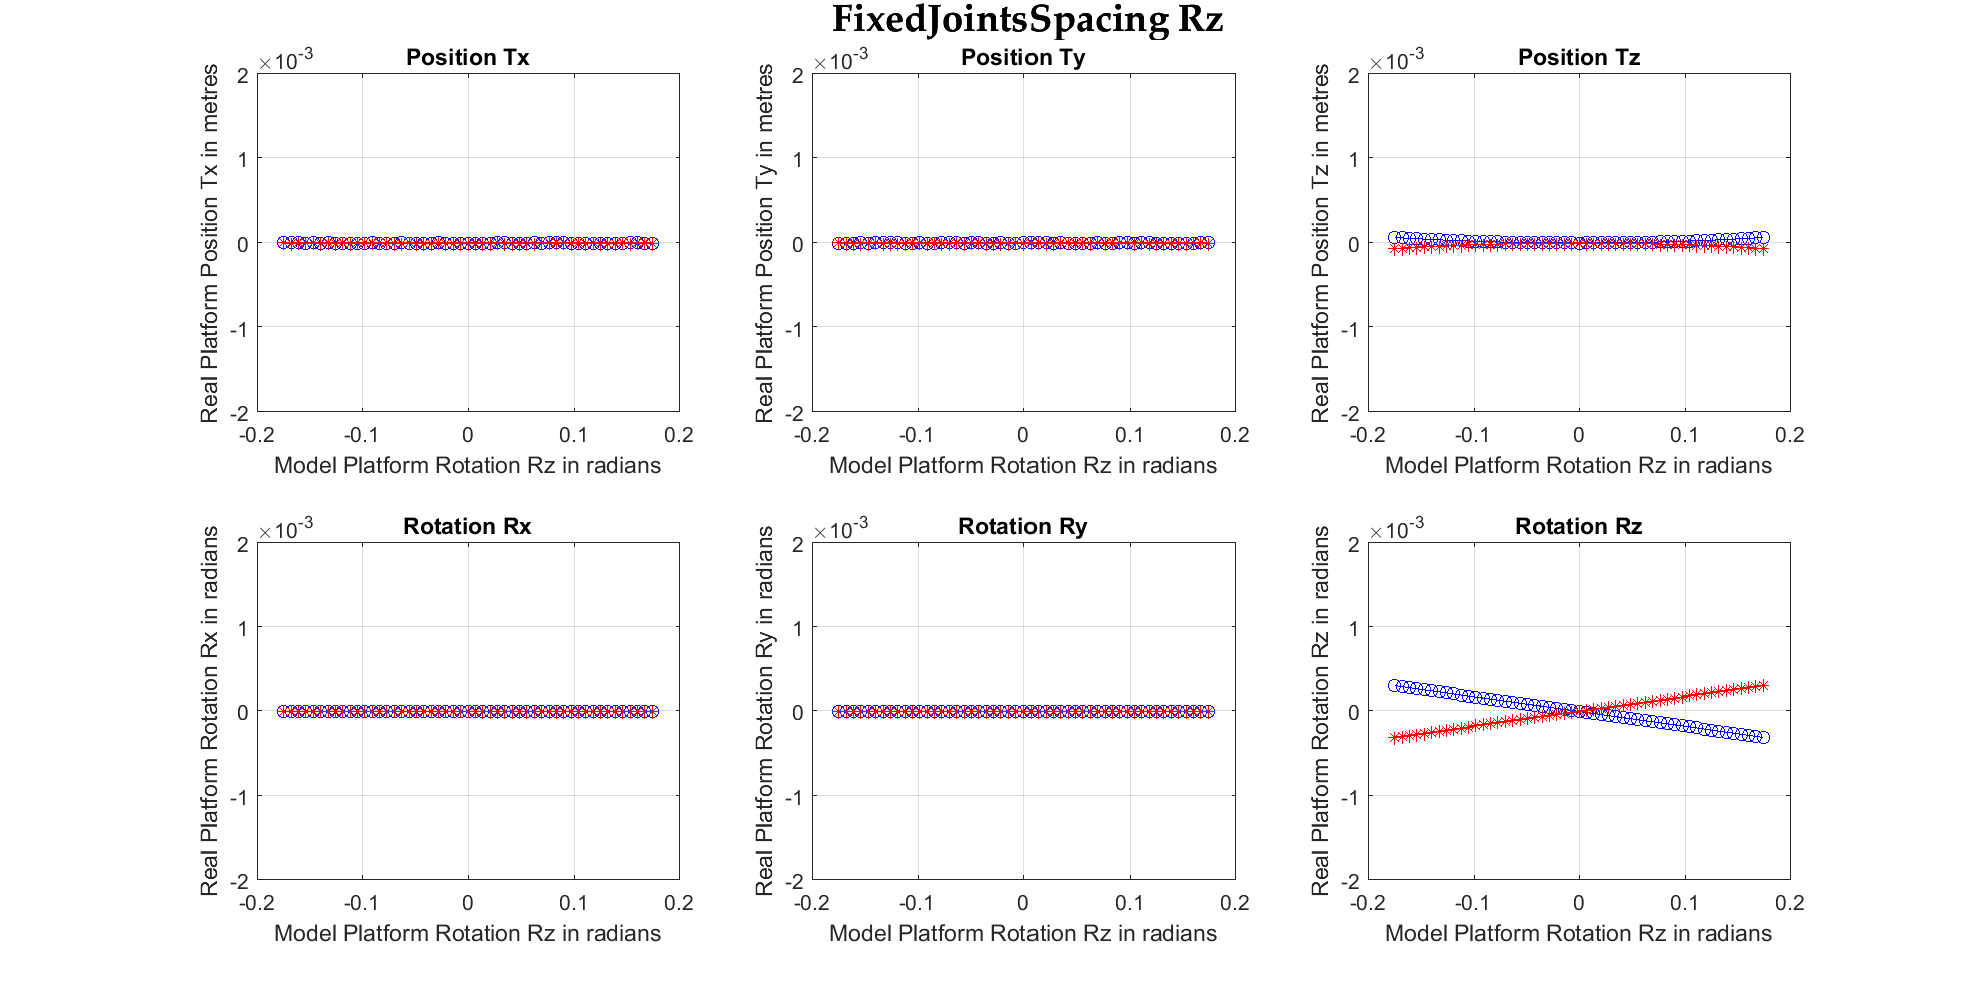 FixedJointsSpacing Rz
Position Tx
×10-3
Real Platform Position Tx in metres
2
1
0
-1
-2
-0.2 -0.1 0 0.1 0.2
Model Platform Rotation Rz in radians
Position Ty
×10-3
Real Platform Position Ty in metres
2
1
0
-1
-2
-0.2 -0.1 0 0.1 0.2
Model Platform Rotation Rz in radians
Position Tz
×10-3
Real Platform Position Tz in metres
2
1
0
-1
-2
-0.2 -0.1 0 0.1 0.2
Model Platform Rotation Rz in radians
Rotation Rx
×10-3
Real Platform Rotation Rx in radians
2
1
0
-1
-2
-0.2 -0.1 0 0.1 0.2
Model Platform Rotation Rz in radians
Rotation Ry
×10-3
Real Platform Rotation Ry in radians
2
1
0
-1
-2
-0.2 -0.1 0 0.1 0.2
Model Platform Rotation Rz in radians
Rotation Rz
×10-3
Real Platform Rotation Rz in radians
2
1
0
-1
-2
-0.2 -0.1 0 0.1 0.2
Model Platform Rotation Rz in radians